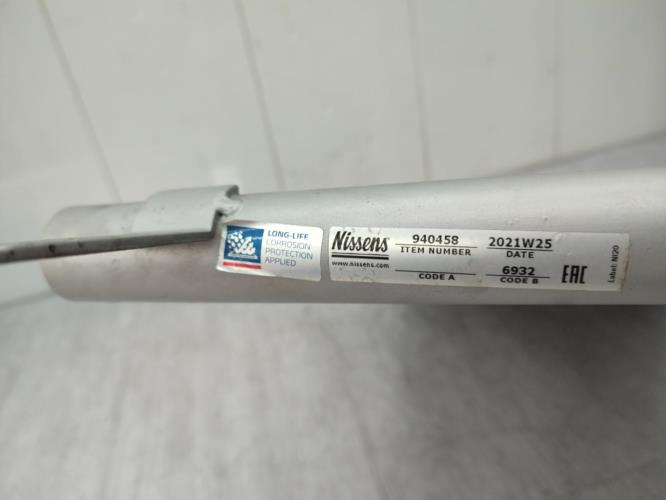 LONG-LIFE
CORROSION
PROTECTION
APPLIED
Nissens
www.nissens.com
940458
ITEM NUMBER
2021W25
DATE
CODE A
6932
CODE B
EAC
Label: NI20